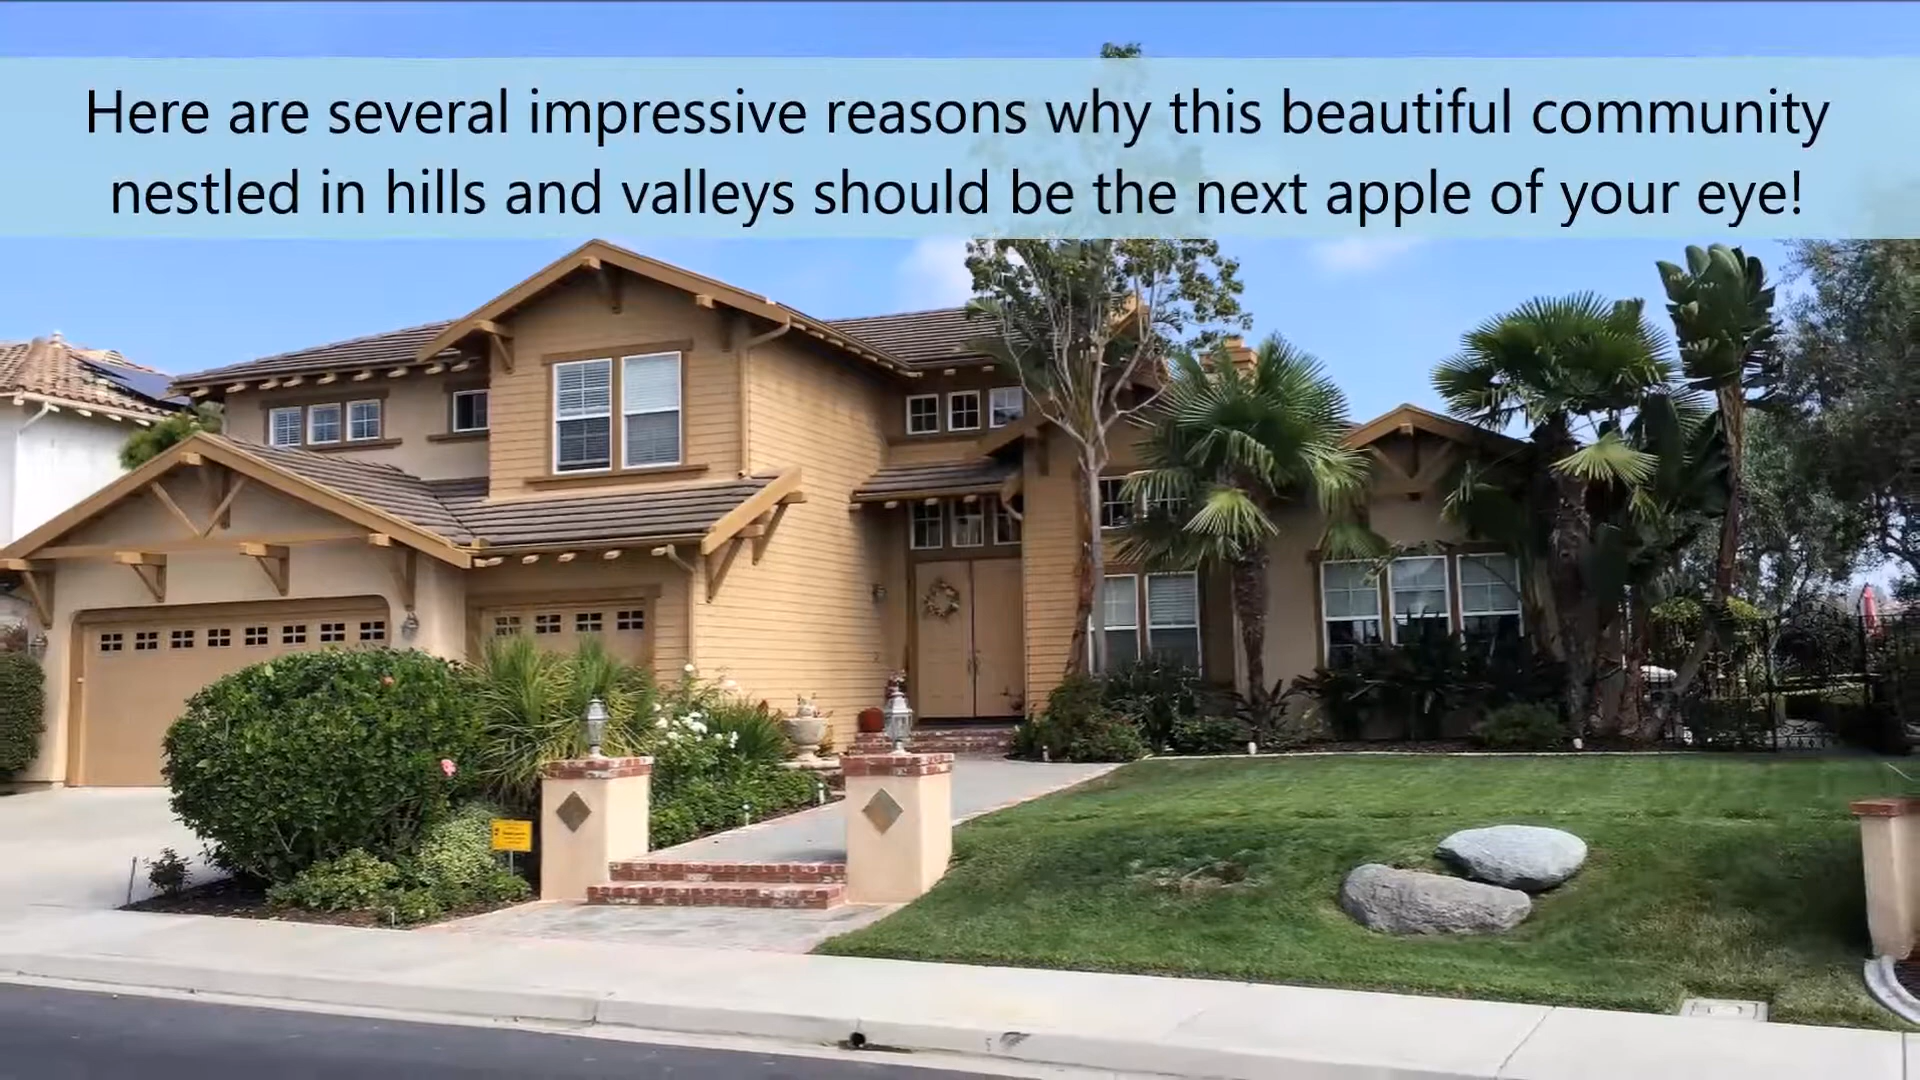 Here are several impressive reasons why this beautiful community
nestled in hills and valleys should be the next apple of your eye!